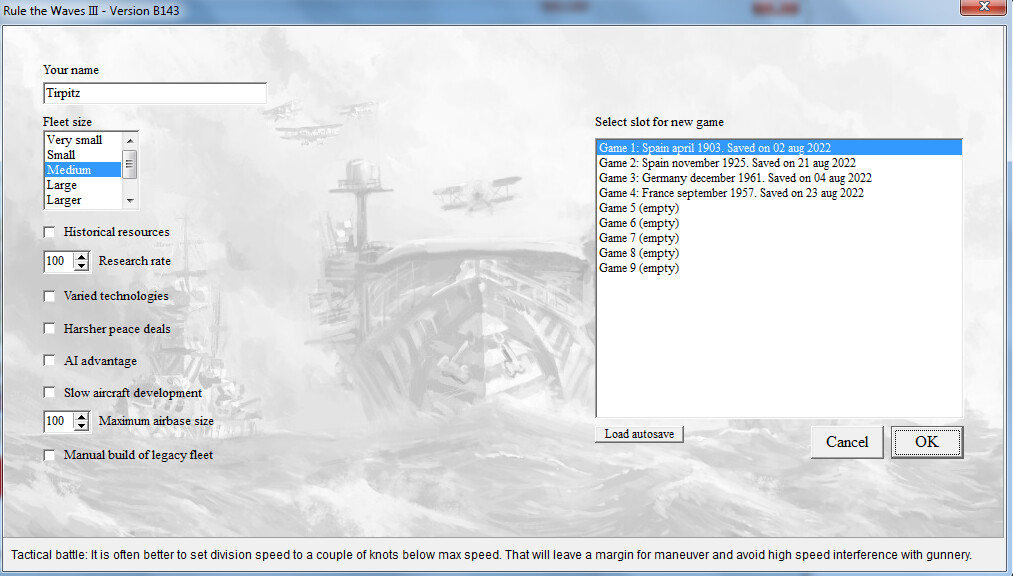 Rule the Waves III - Version B143
Your name
Tirpitz
Fleet size
Very small
Small
Medium
Large
Larger
Historical resources
100 Research rate
Varied technologies
Harsher peace deals
AI advantage
Slow aircraft development
100 Maximum airbase size
Manual build of legacy fleet
Select slot for new game
Game 1: Spain april 1903. Saved on 02 aug 2022
Game 2: Spain november 1925. Saved on 21 aug 2022
Game 3: Germany december 1961. Saved on 04 aug 2022
Game 4: France september 1957. Saved on 23 aug 2022
Game 5 (empty)
Game 6 (empty)
Game 7 (empty)
Game 8 (empty)
Game 9 (empty)
Load autosave
Cancel
OK
Tactical battle: It is often better to set division speed to a couple of knots below max speed. That will leave a margin for maneuver and avoid high speed interference with gunnery.